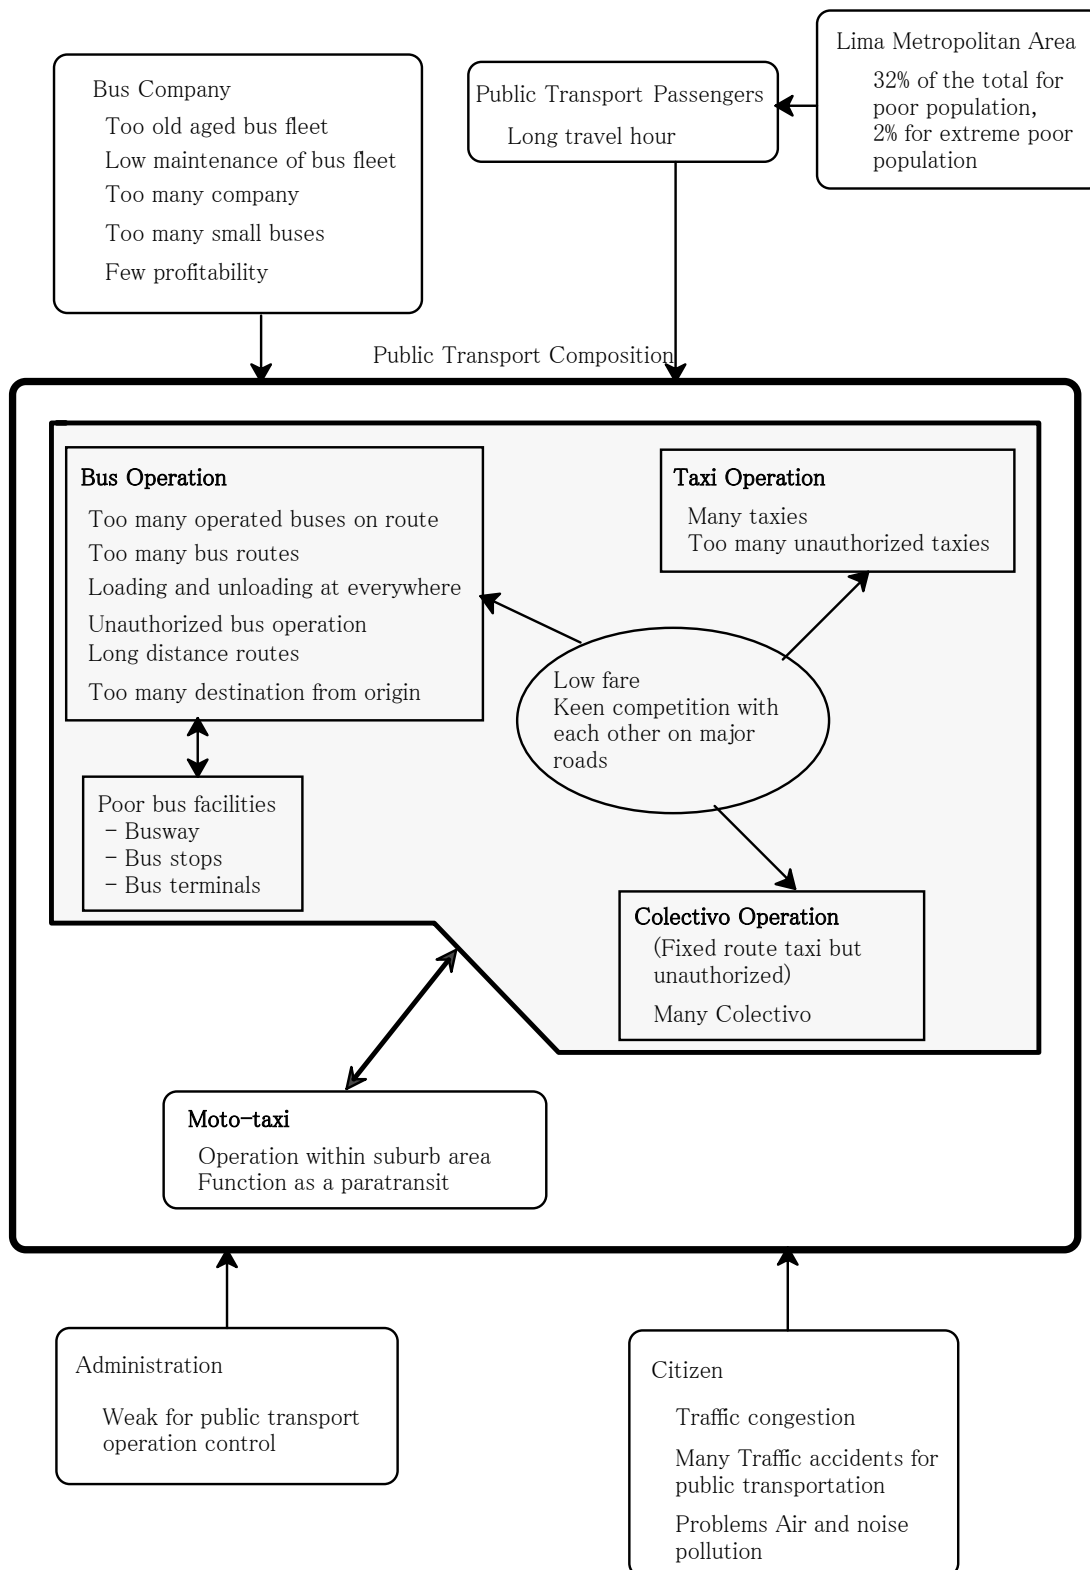 Bus Company
Too old aged bus fleet
Low maintenance of bus fleet
Too many company
Too many small buses
Few profitability
Public Transport Passengers
Long travel hour
Lima Metropolitan Area
32% of the total for
poor population,
2% for extreme poor
population
Public Transport Composition
Bus Operation
Too many operated buses on route
Too many bus routes
Loading and unloading at everywhere
Unauthorized bus operation
Long distance routes
Too many destination from origin
Taxi Operation
Many taxies
Too many unauthorized taxies
Low fare
Keen competition with
each other on major
roads
Poor bus facilities
- Busway
- Bus stops
- Bus terminals
Colectivo Operation
(Fixed route taxi but
unauthorized)
Many Colectivo
Moto-taxi
Operation within suburb area
Function as a paratransit
Administration
Weak for public transport
operation control
Citizen
Traffic congestion
Many Traffic accidents for
public transportation
Problems Air and noise
pollution